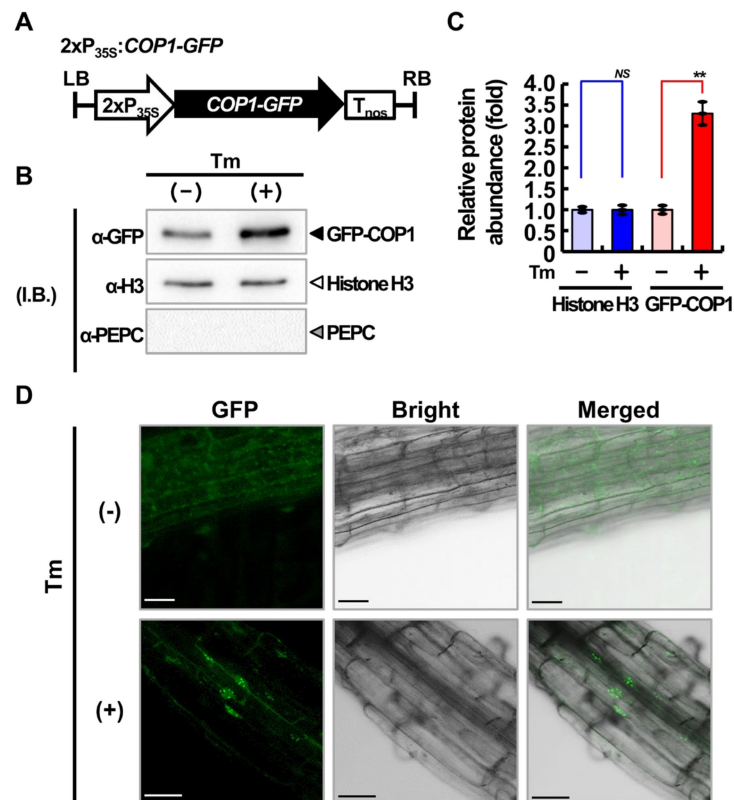 A
2xP35S:COP1-GFP
LB
RB
2xP35S
COP1-GFP
Tnos
B
Tm
(−)
(+)
(I.B.)
α-GFP
GFP-COP1
α-H3
Histone H3
α-PEPC
PEPC
C
Relative protein
abundance (fold)
4.0
3.5
3.0
2.5
2.0
1.5
1.0
0.5
0
NS
**
Tm − + − +
Histone H3 GFP-COP1
D
GFP Bright Merged
Tm
(-)
(+)